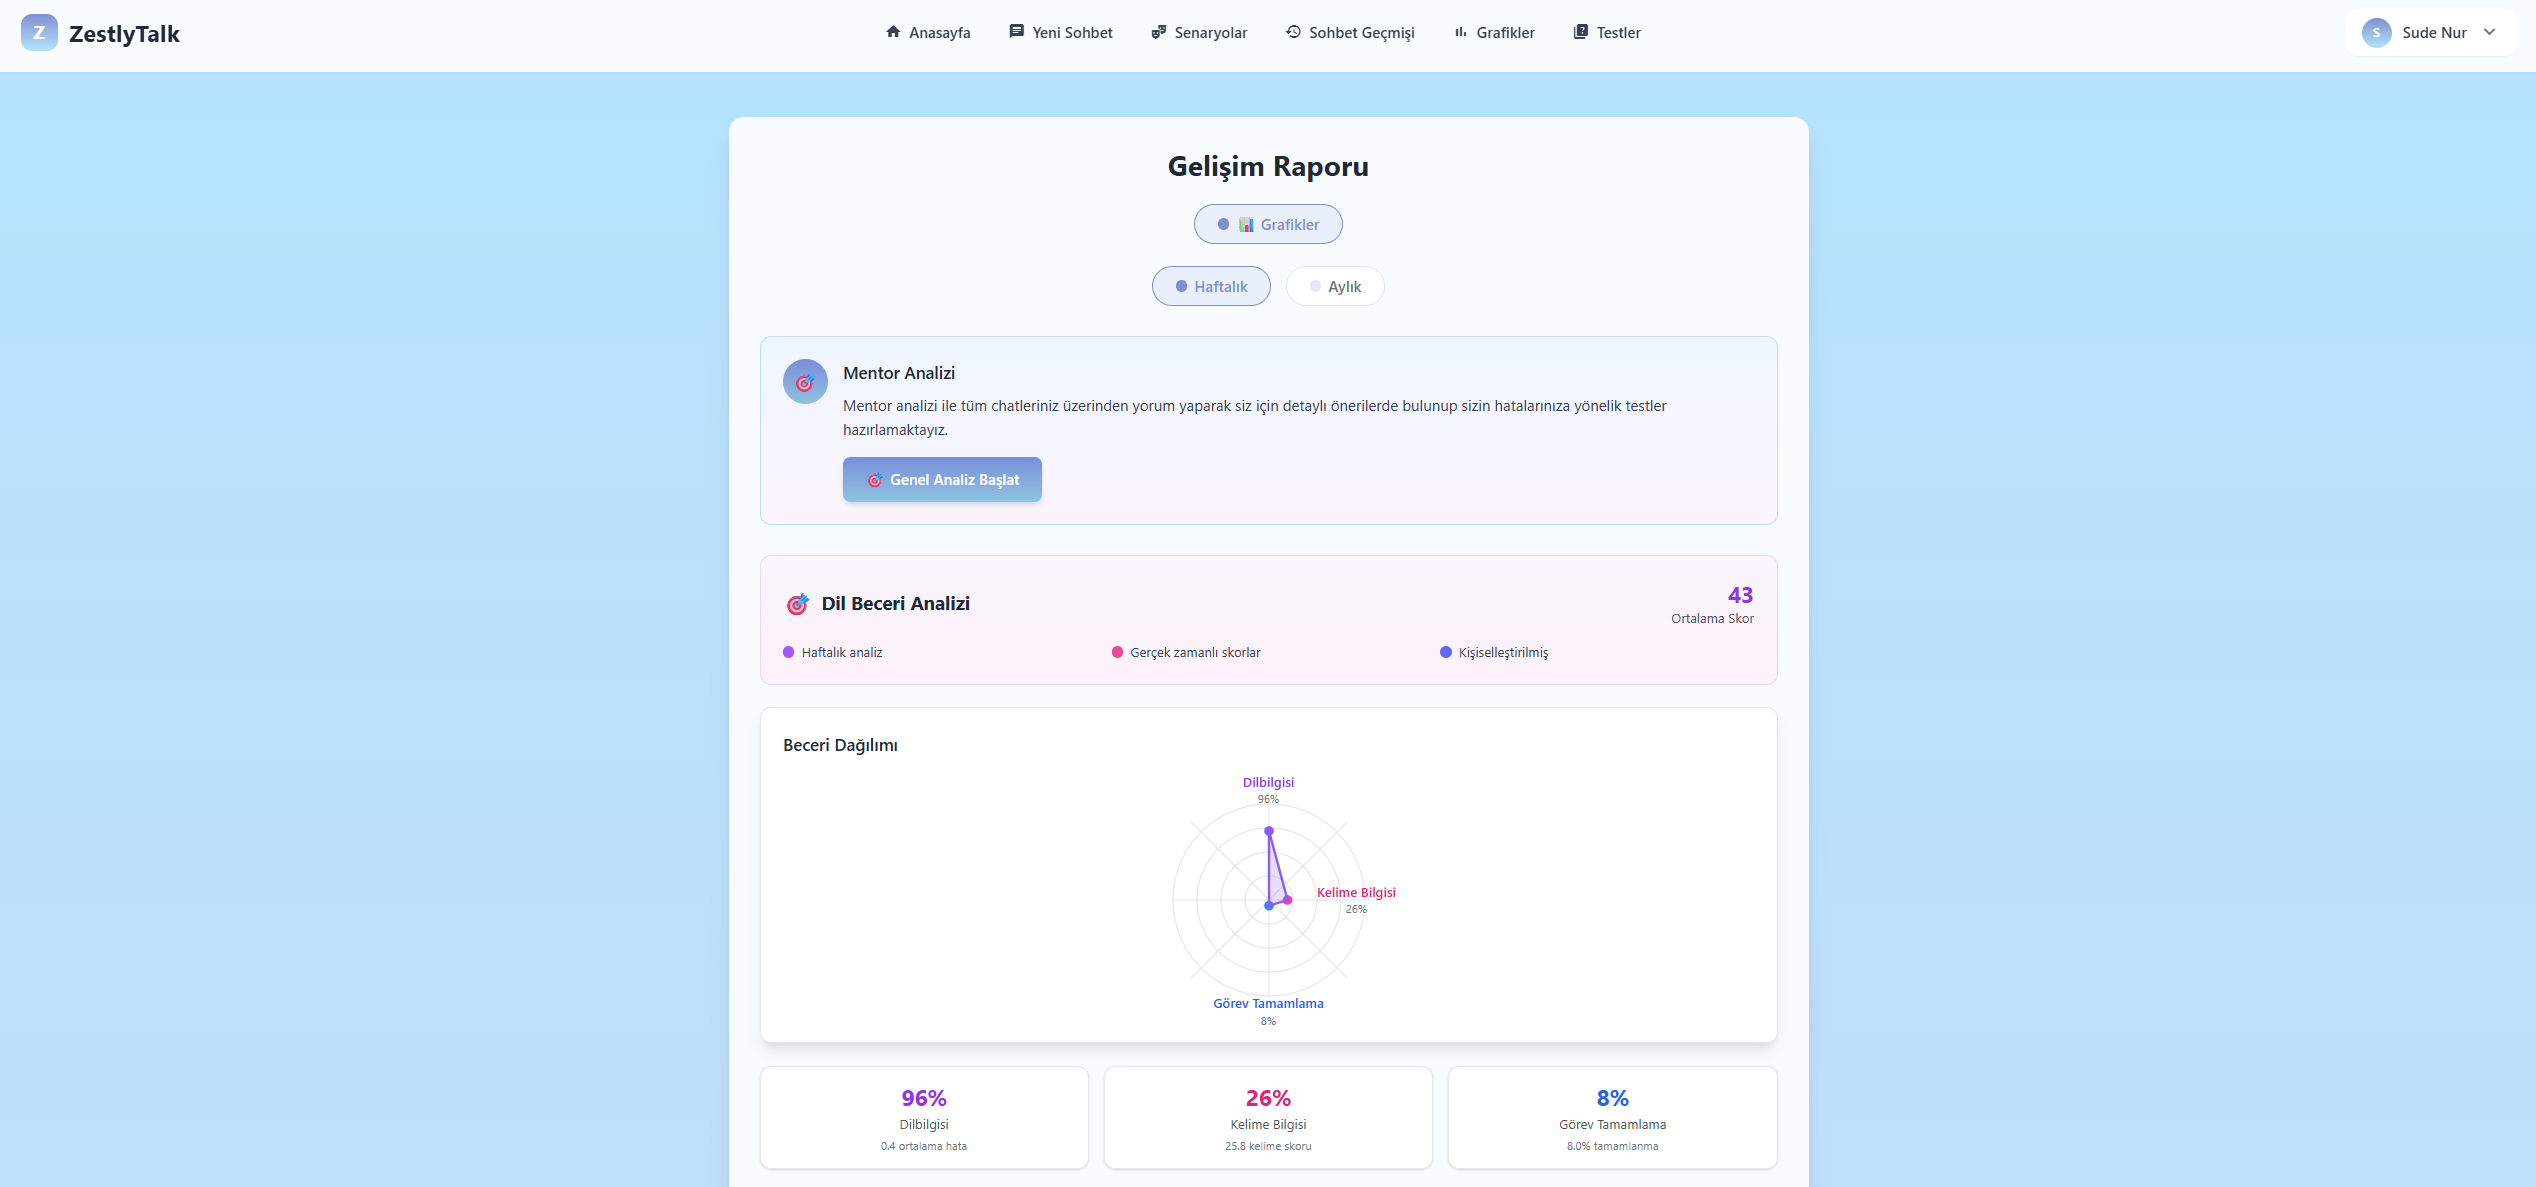 Z ZestlyTalk
Anasayfa
Yeni Sohbet
Senaryolar
Sohbet Geçmişi
Grafikler
Testler
S Sude Nur
Gelişim Raporu
Grafikler
Haftalık
Aylık
Mentor Analizi
Mentor analizi ile tüm chatleriniz üzerinden yorum yaparak siz için detaylı önerilerde bulunup sizin hatalarınıza yönelik testler
hazırlamaktayız.
Genel Analiz Başlat
Dil Beceri Analizi
43
Ortalama Skor
Haftalık analiz
Gerçek zamanlı skorlar
Kişiselleştirilmiş
Beceri Dağılımı
Dilbilgisi
96%
Kelime Bilgisi
26%
Görev Tamamlama
8%
96%
Dilbilgisi
0.4 ortalama hata
26%
Kelime Bilgisi
25.8 kelime skoru
8%
Görev Tamamlama
8.0% tamamlanma